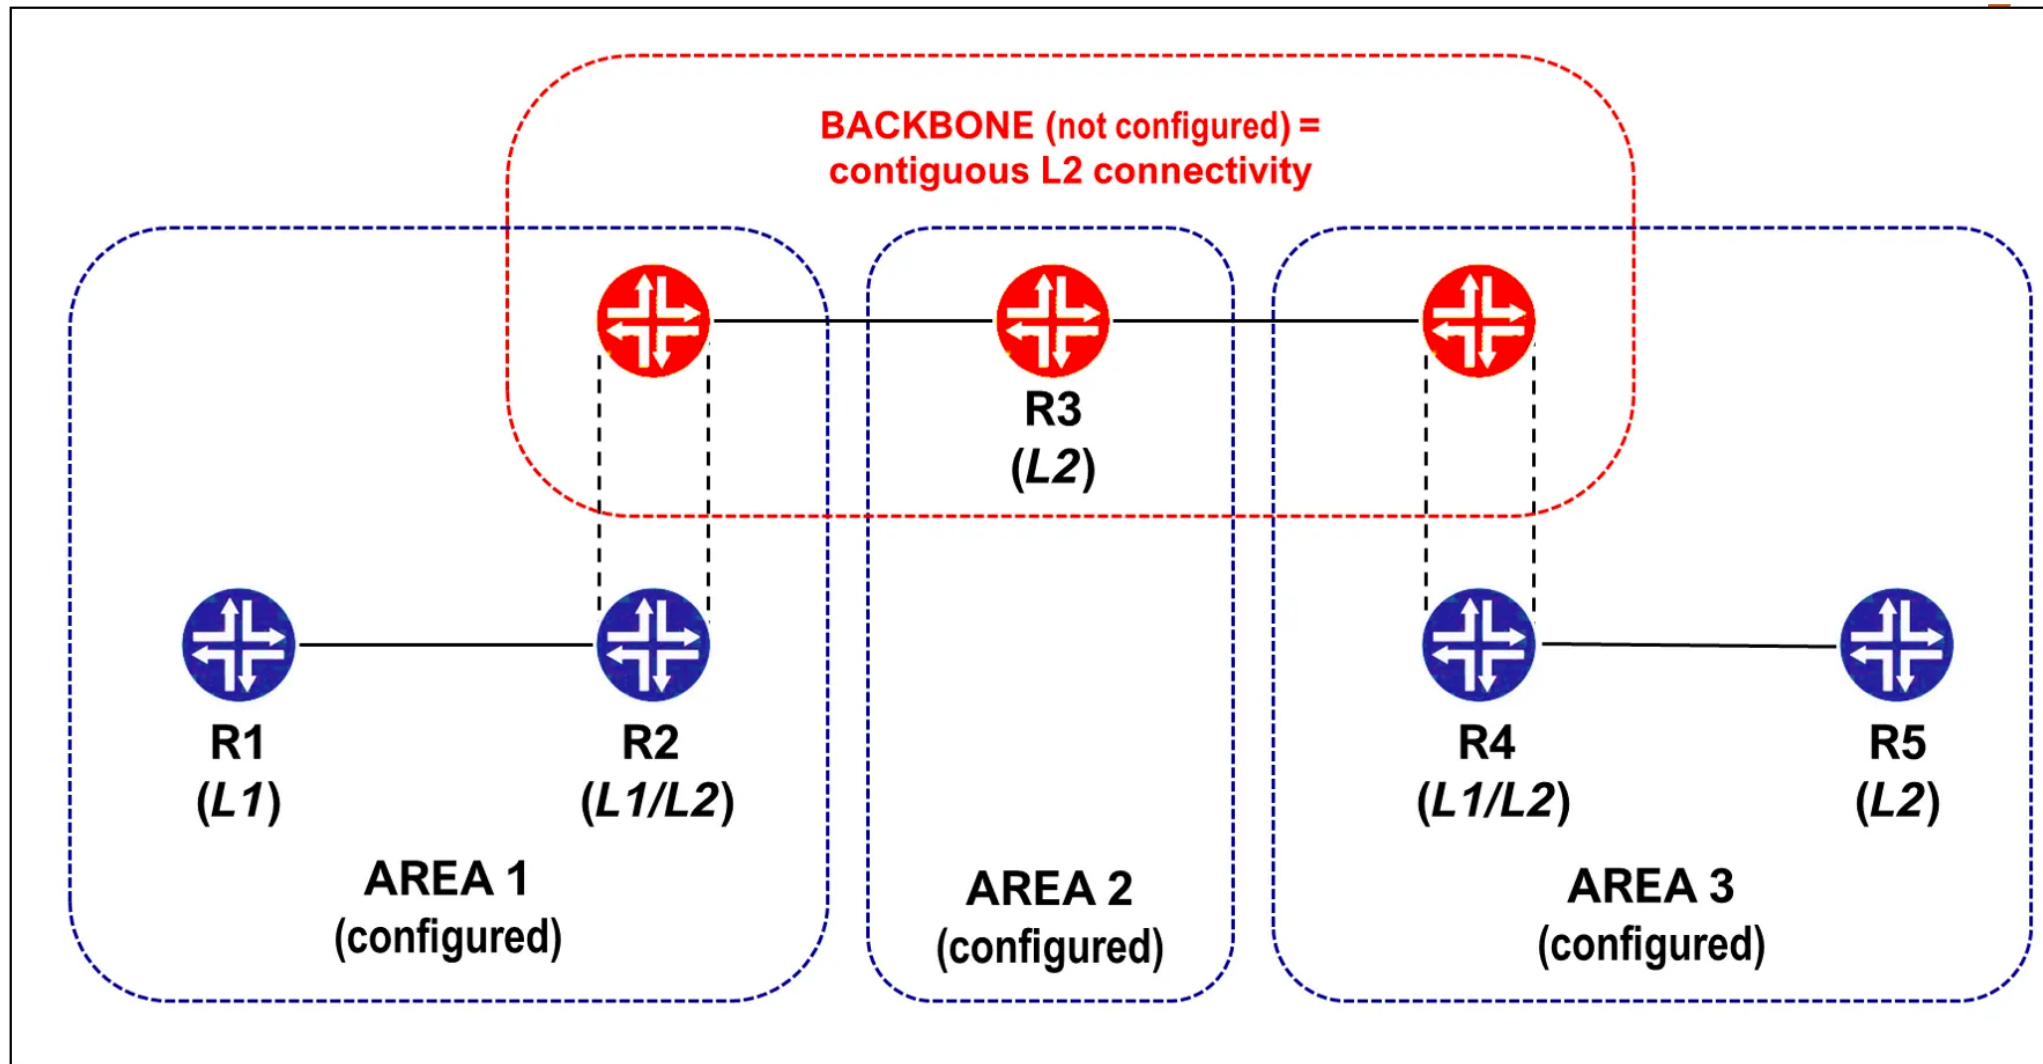 BACKBONE (not configured) =
contiguous L2 connectivity
R3
(L2)
R1
(L1)
R2
(L1/L2)
R4
(L1/L2)
R5
(L2)
AREA 1
(configured)
AREA 2
(configured)
AREA 3
(configured)